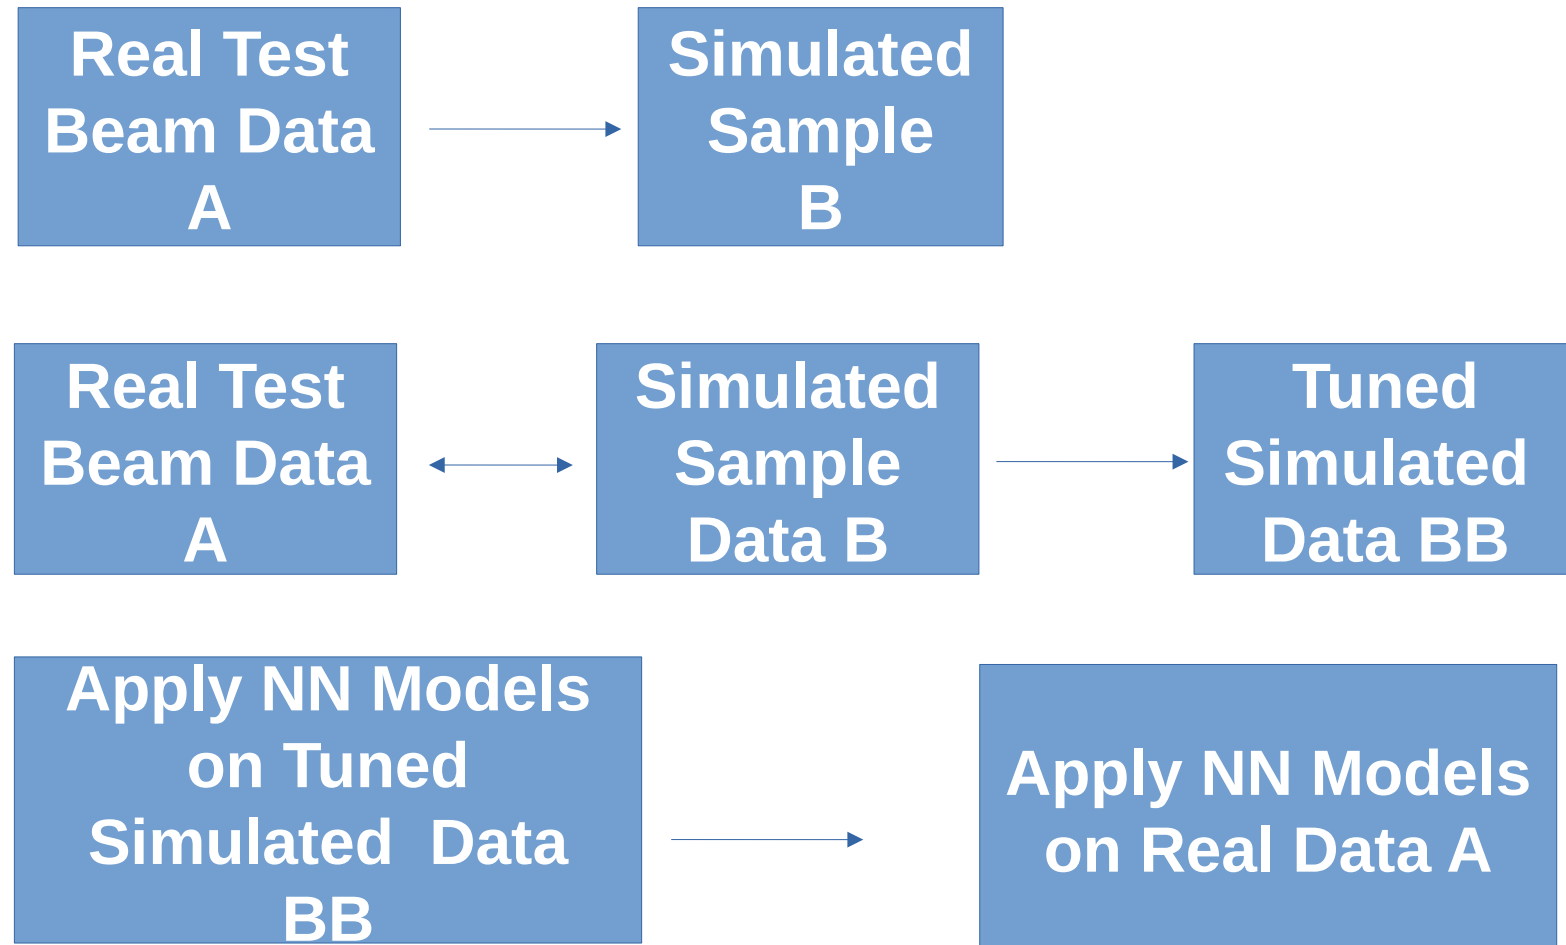 Real Test
Beam Data
A
Simulated
Sample
B
Real Test
Beam Data
A
Simulated
Sample
Data B
Tuned
Simulated
Data BB
Apply NN Models
on Tuned
Simulated  Data
BB
Apply NN Models
on Real Data A